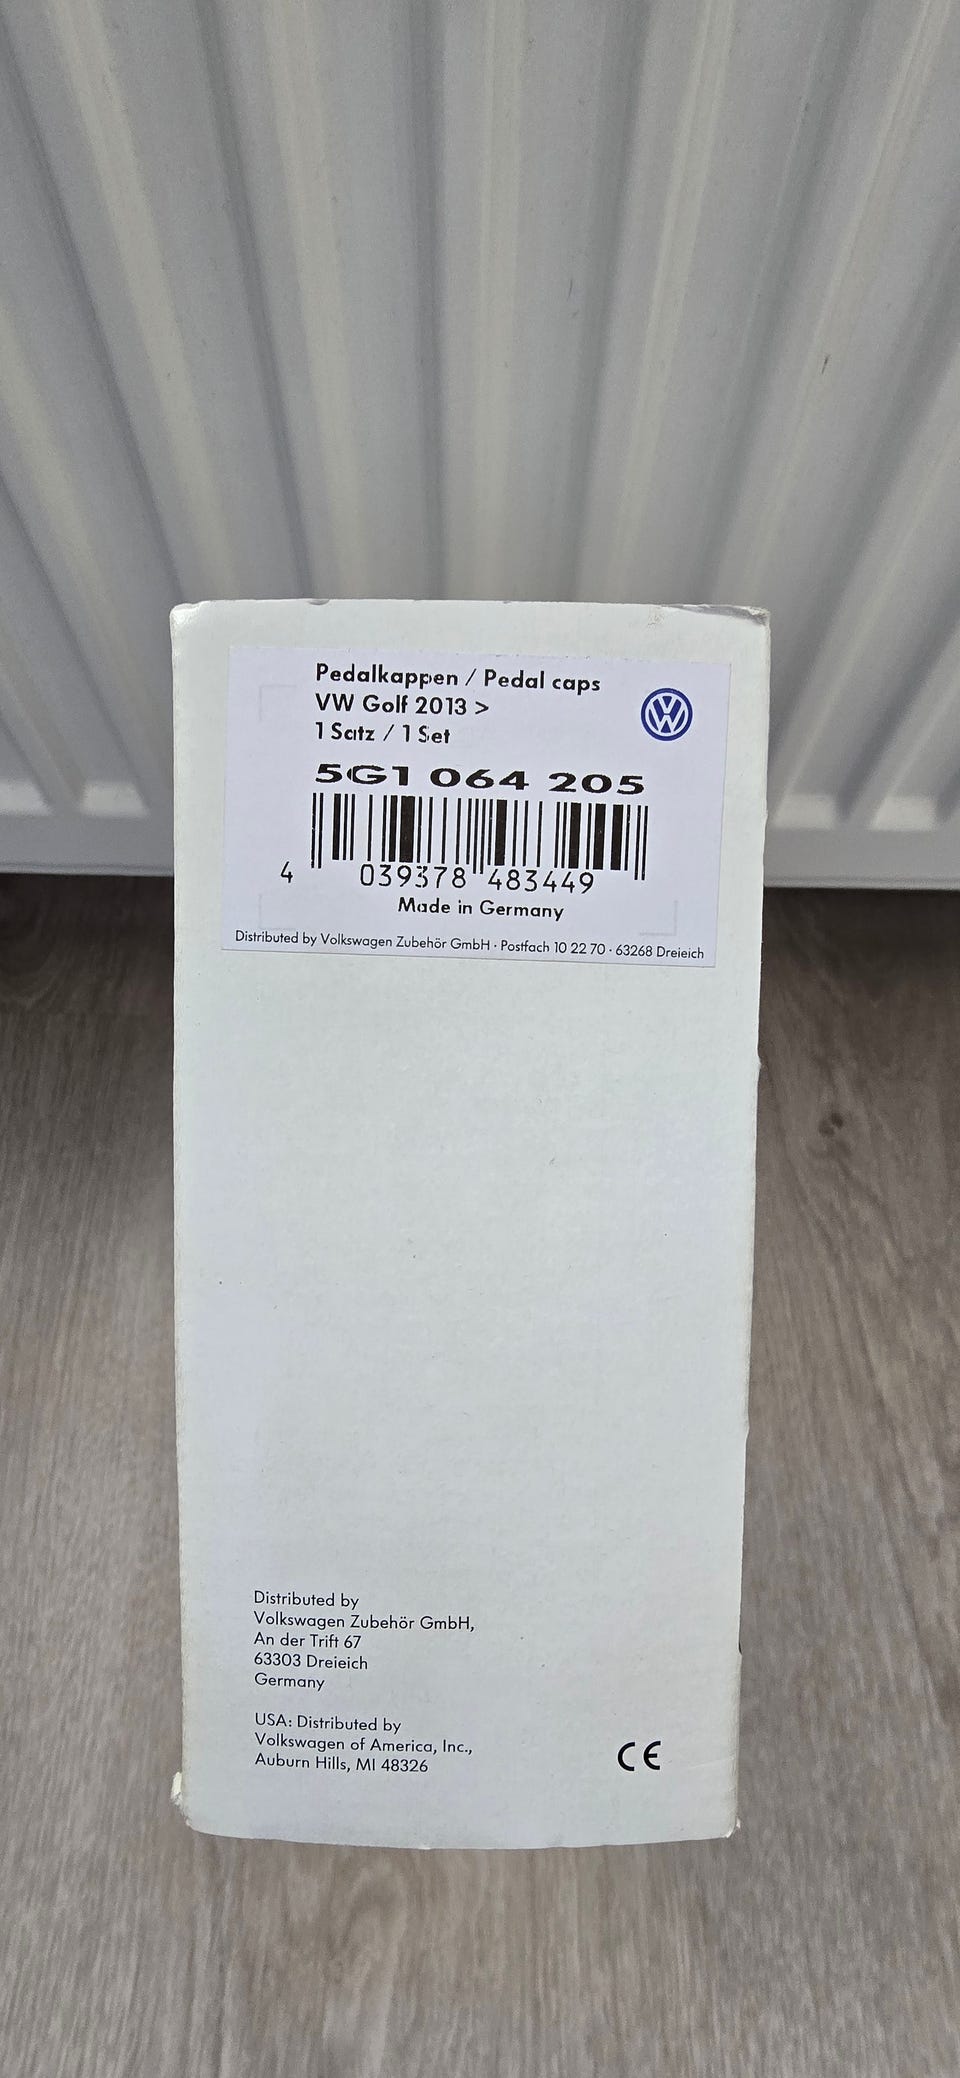 Pedalkappen / Pedal caps
VW Golf 2013 >
1 Satz / 1 Set
5G1 064 205
4 039378 483449
Made in Germany
Distributed by Volkswagen Zubehör GmbH · Postfach 10 22 70 · 63268 Dreieich
Distributed by
Volkswagen Zubehör GmbH,
An der Trift 67
63303 Dreieich
Germany
USA: Distributed by
Volkswagen of America, Inc.,
Auburn Hills, MI 48326
CE